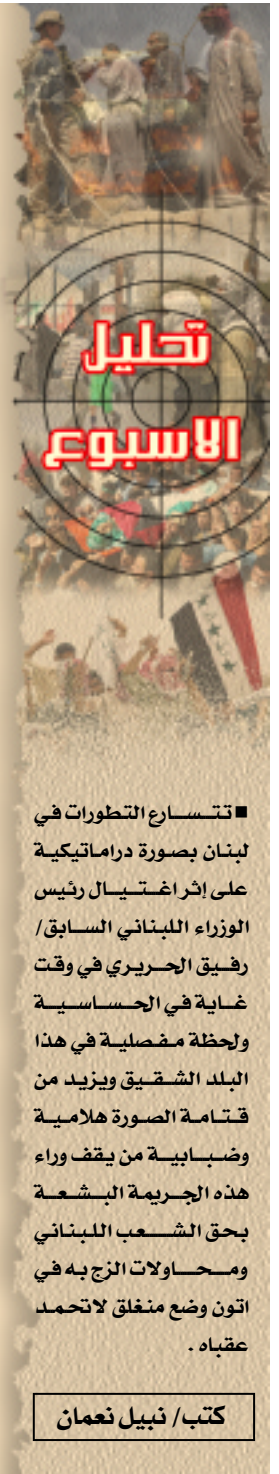 تحليل
الاسبوع
■ تتسارع التطورات في
لبنان بصورة دراماتيكية
على إثر اغتيال رئيس
الوزراء اللبناني السابق/
رفيق الحريري في وقت
غاية في الحساسية
ولحظة مفصلية في هذا
البلد الشقيق ويزيد من
قتامة الصورة هلامية
وضبابية من يقف وراء
هذه الجريمة البشعة
بحق الشعب اللبناني
ومحاولات الزج به في
اتون وضع منغلق لاتحمد
عقباه .
كتب/ نبيل نعمان